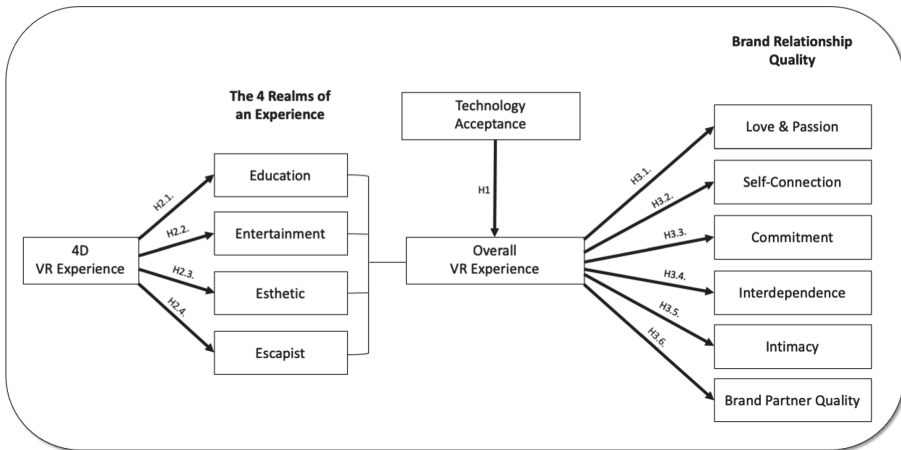 Brand Relationship
Quality
The 4 Realms of
an Experience
Technology
Acceptance
Love & Passion
Education
H3.1.
H2.1.
H1
H3.2.
Self-Connection
Entertainment
H2.2.
4D
VR Experience
Overall
VR Experience
H3.3.
Commitment
H2.3.
Esthetic
H3.4.
Interdependence
H2.4.
H3.5.
Escapist
H3.6.
Intimacy
Brand Partner Quality